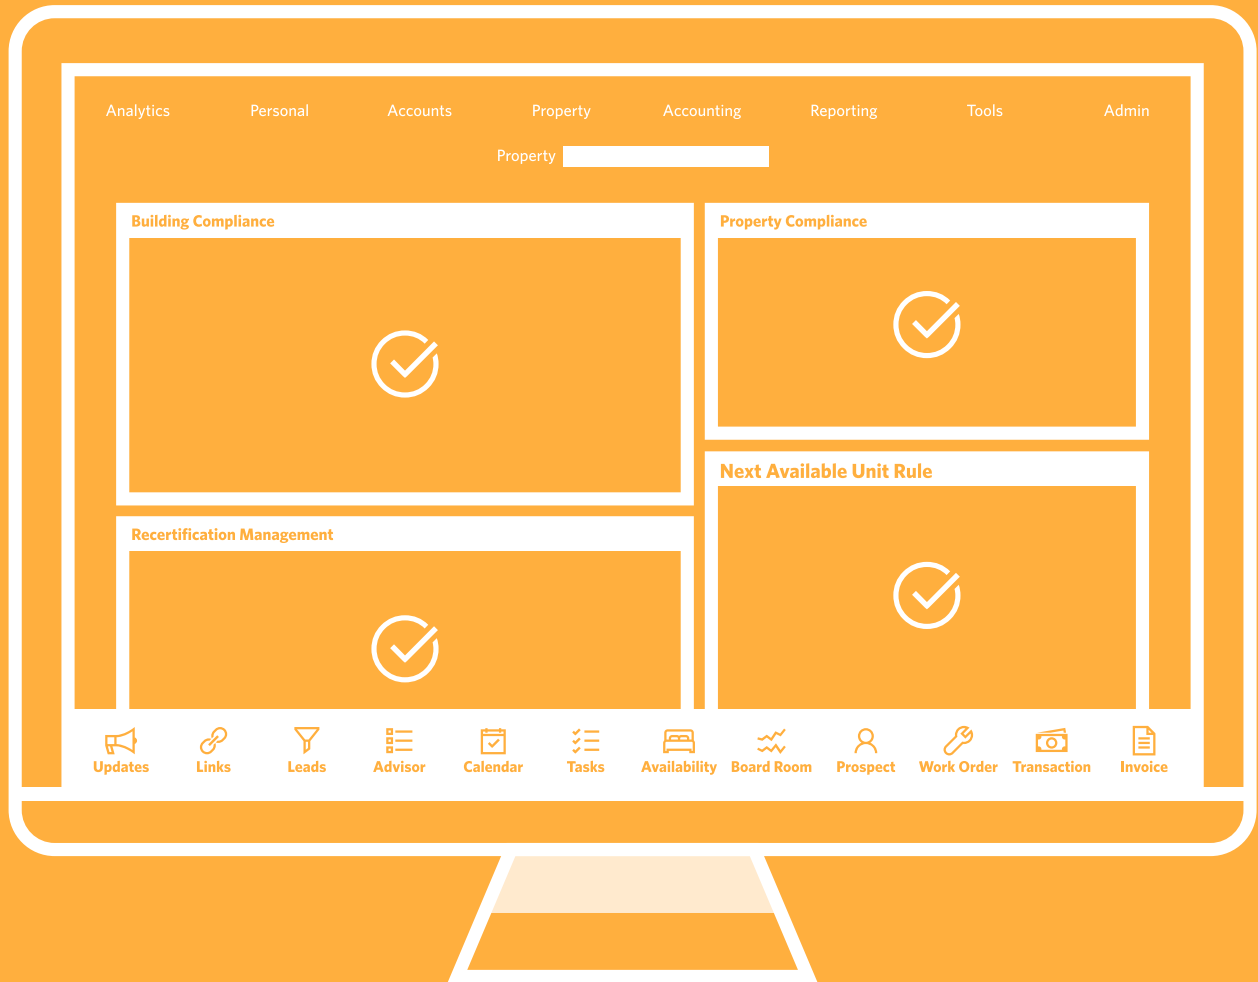 Analytics Personal Accounts Property Accounting Reporting Tools Admin
Property
Building Compliance
Property Compliance
Next Available Unit Rule
Recertification Management
Updates Links Leads Advisor Calendar Tasks Availability Board Room Prospect Work Order Transaction Invoice